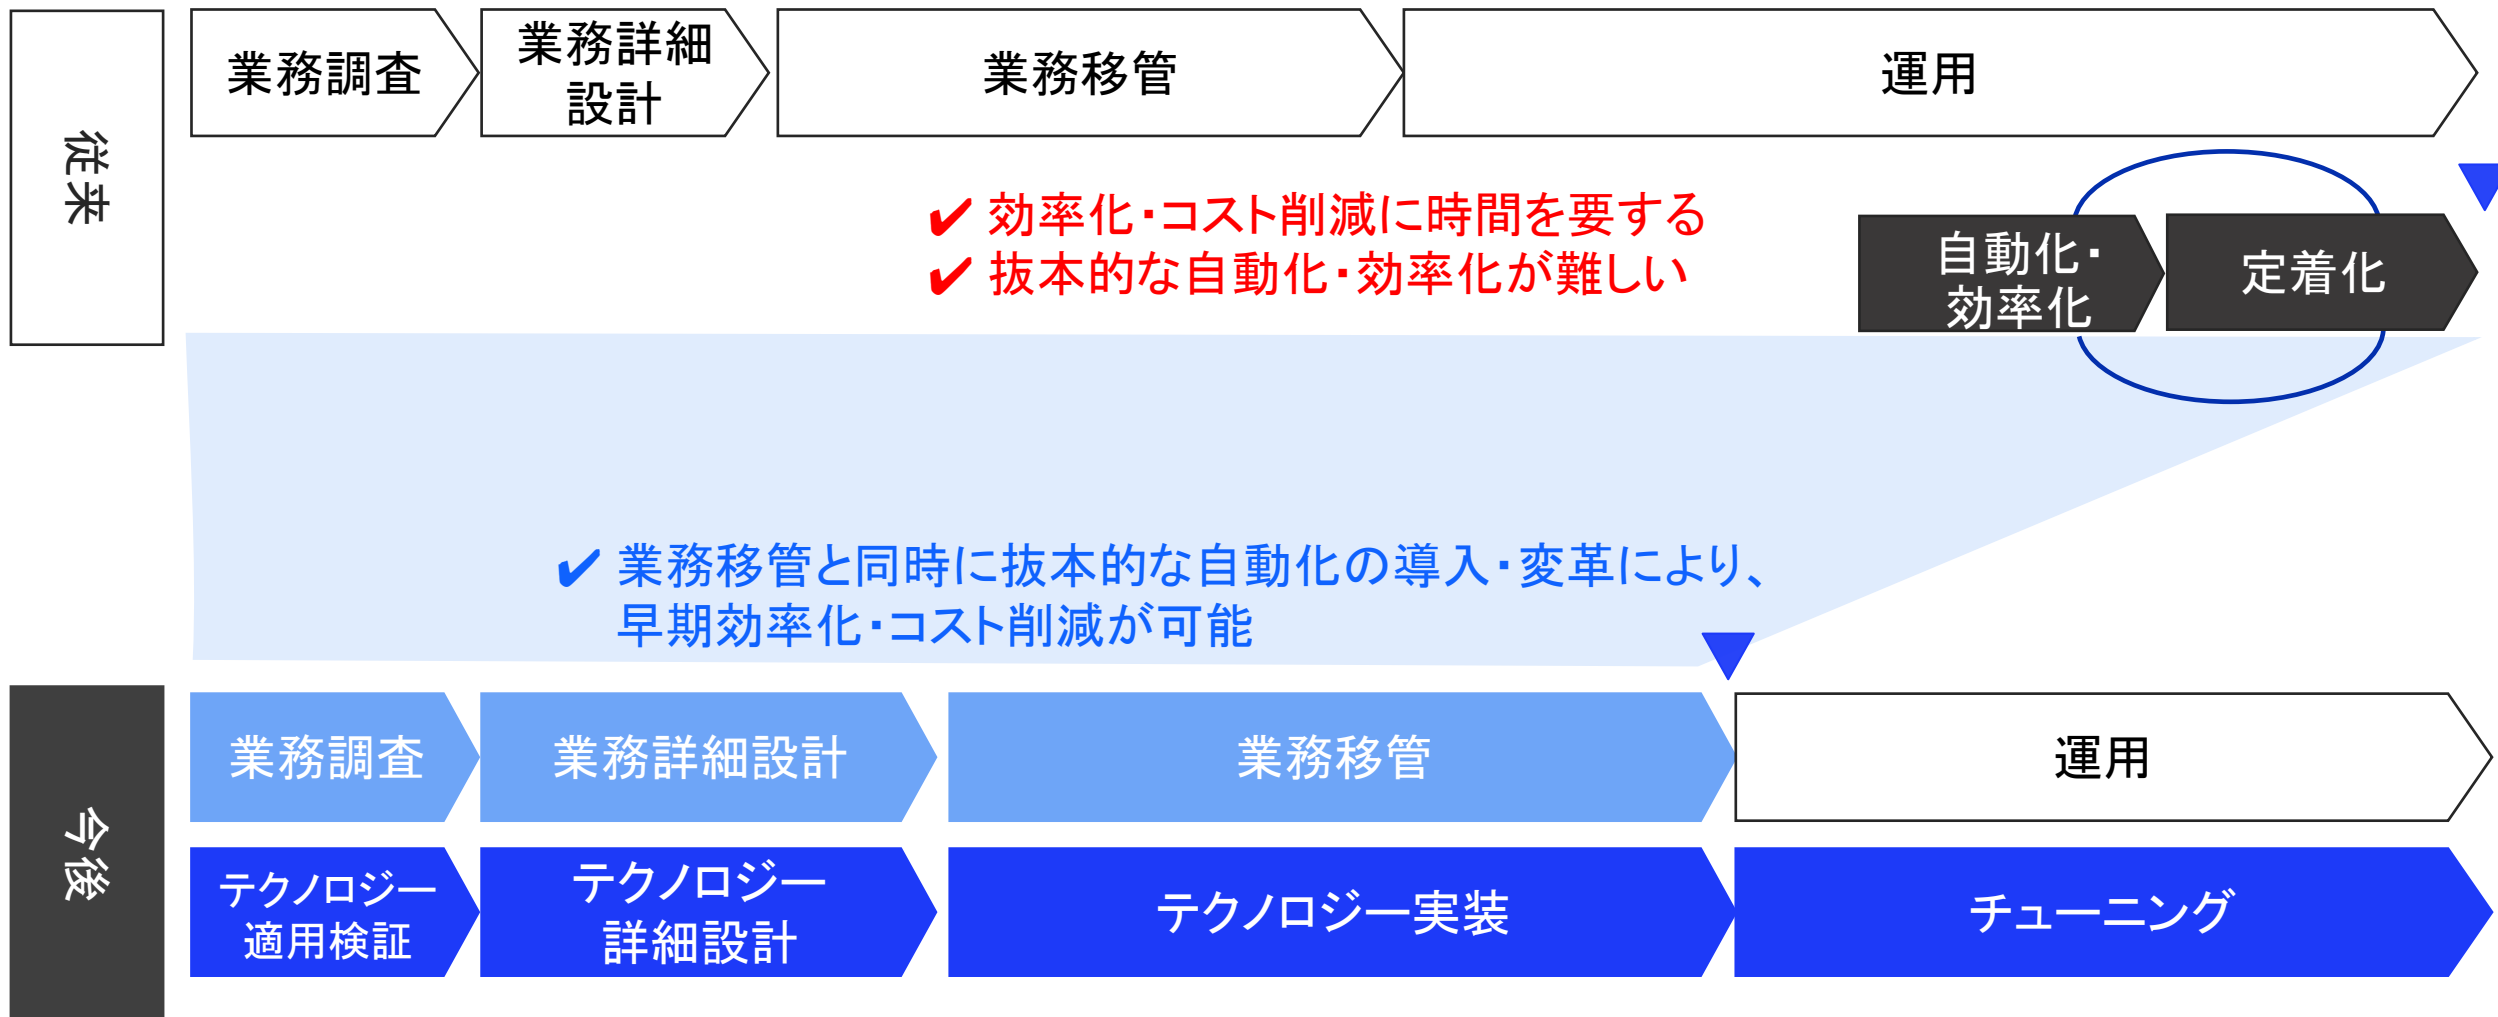 従来
業務調査
業務詳細
設計
業務移管
運用
✔ 効率化･コスト削減に時間を要する
✔ 抜本的な自動化･効率化が難しい
自動化･
効率化
定着化
✔ 業務移管と同時に抜本的な自動化の導入･変革により、
早期効率化･コスト削減が可能
今後
業務調査
業務詳細設計
業務移管
運用
テクノロジー
適用検証
テクノロジー
詳細設計
テクノロジー実装
チューニング